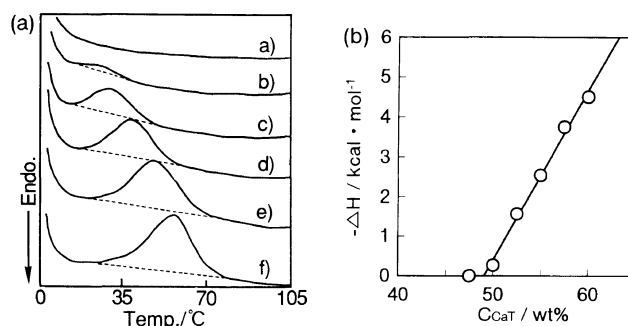 (a)
a)
b)
c)
d)
e)
f)
Endo.
0 35 70 105
Temp./℃
(b)
6
5
4
3
2
1
0
40 50 60
-△H / kcal・mol⁻¹
CCaT / wt%